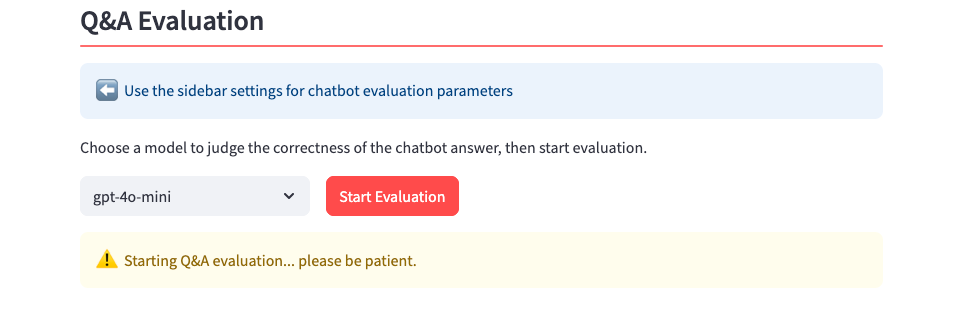 Q&A Evaluation
Use the sidebar settings for chatbot evaluation parameters
Choose a model to judge the correctness of the chatbot answer, then start evaluation.
gpt-4o-mini
Start Evaluation
Starting Q&A evaluation... please be patient.